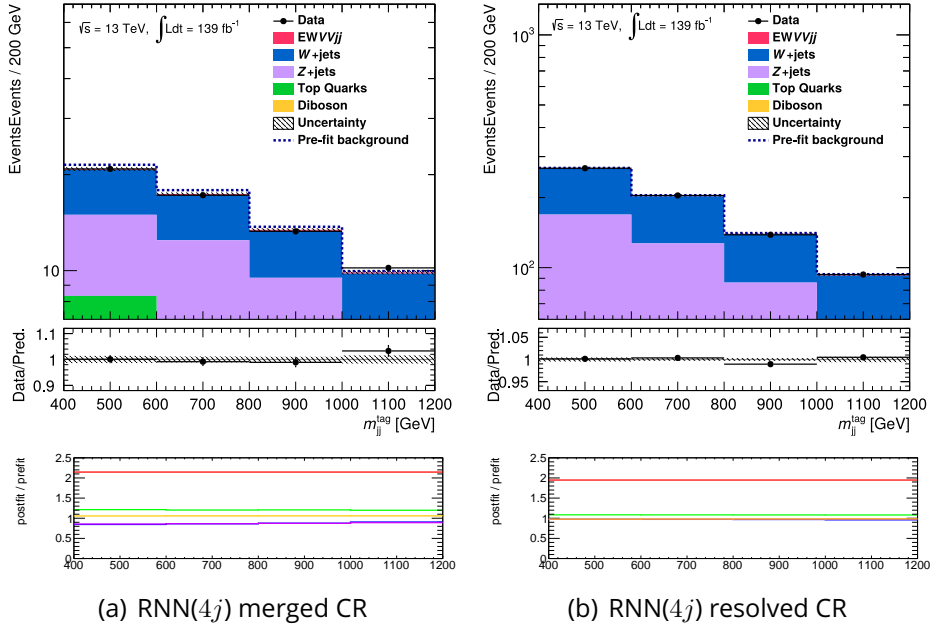 √s = 13 TeV, ∫Ldt = 139 fb⁻¹
Data
EWVVjj
W+jets
Z+jets
Top Quarks
Diboson
Uncertainty
Pre-fit background
EventsEvents / 200 GeV
10
Data/Pred.
1.1
1
0.9
400 500 600 700 800 900 1000 1100 1200
m_jj^tag [GeV]
postfit / prefit
2.5
2
1.5
1
0.5
0
400 500 600 700 800 900 1000 1100 1200
(a) RNN(4j) merged CR
√s = 13 TeV, ∫Ldt = 139 fb⁻¹
Data
EWVVjj
W+jets
Z+jets
Top Quarks
Diboson
Uncertainty
Pre-fit background
EventsEvents / 200 GeV
10³
10²
Data/Pred.
1.05
1
0.95
400 500 600 700 800 900 1000 1100 1200
m_jj^tag [GeV]
postfit / prefit
2.5
2
1.5
1
0.5
0
400 500 600 700 800 900 1000 1100 1200
(b) RNN(4j) resolved CR